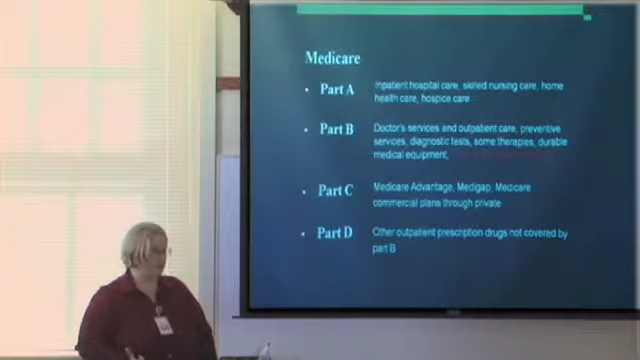 Medicare
• Part A Inpatient hospital care, skilled nursing care, home
health care, hospice care
• Part B Doctor's services and outpatient care, preventive
services, diagnostic tests, some therapies, durable
medical equipment,
• Part C Medicare Advantage, Medigap, Medicare
commercial plans through private
• Part D Other outpatient prescription drugs not covered by
part B